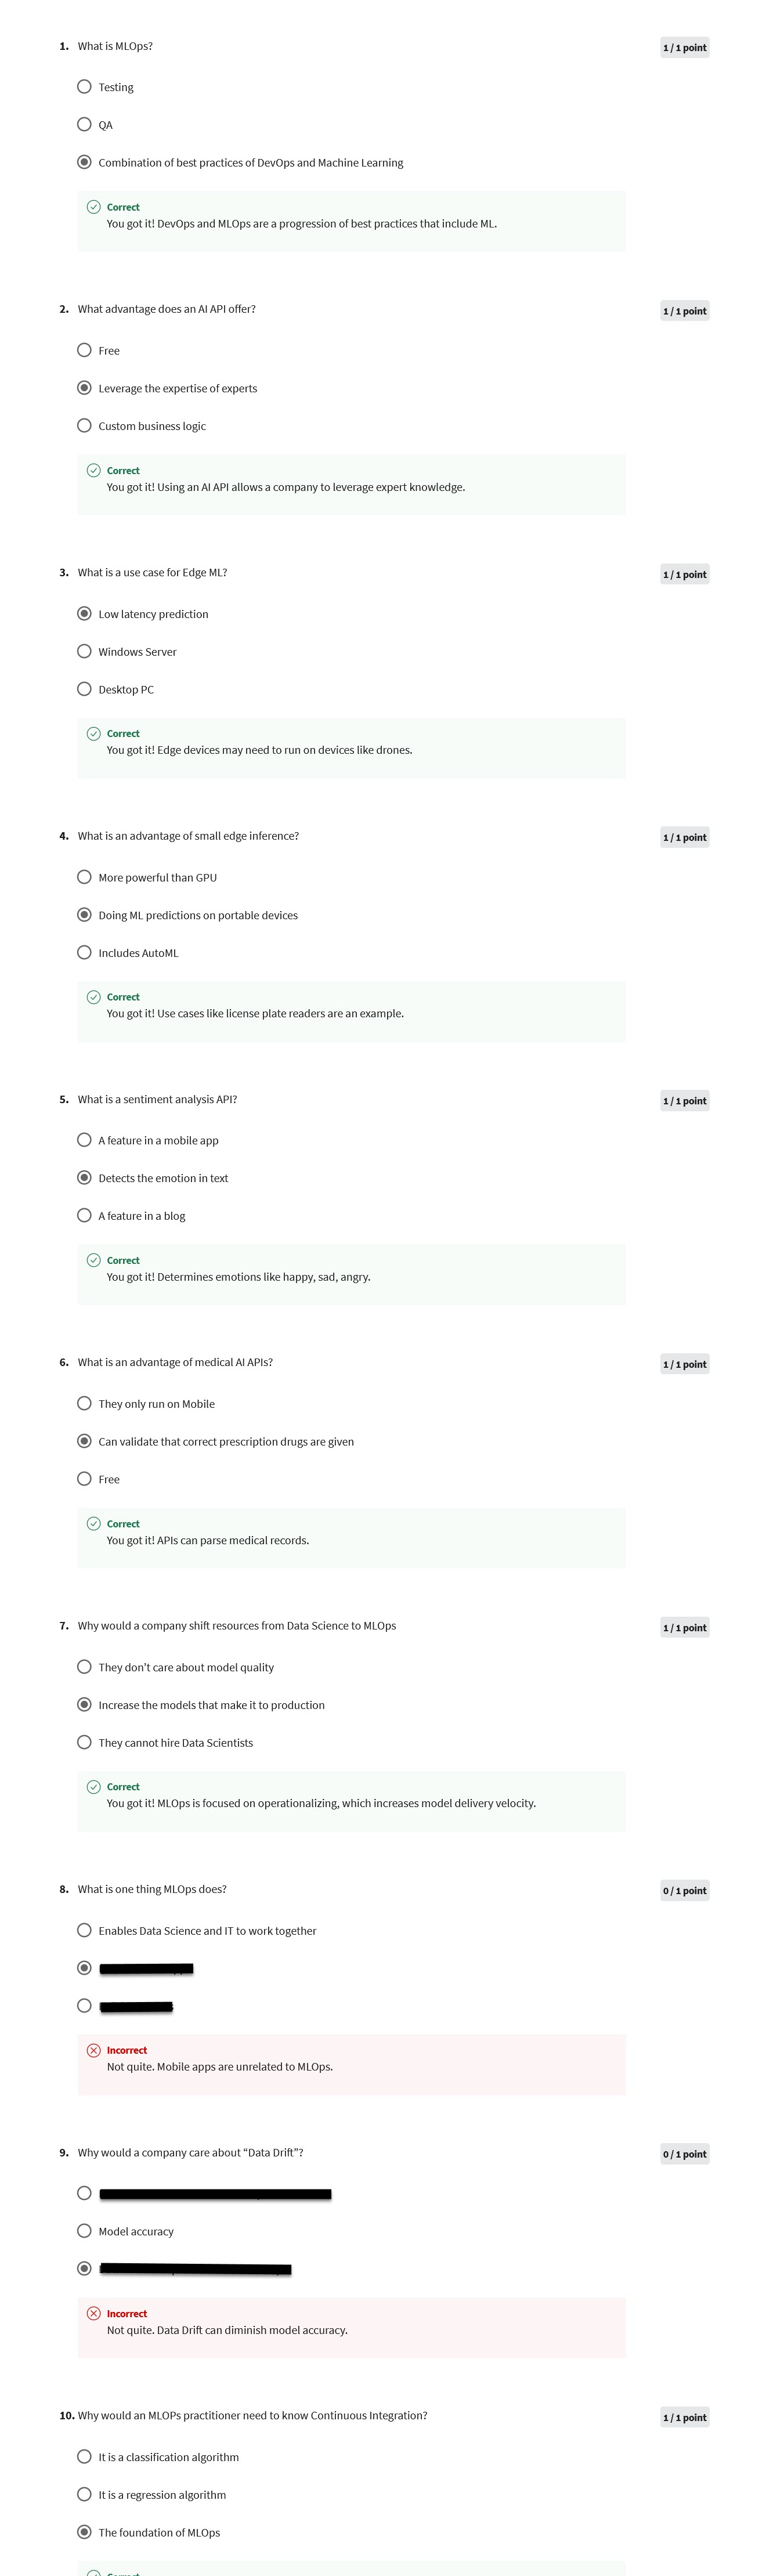 1. What is MLOps?
1 / 1 point
Testing
QA
Combination of best practices of DevOps and Machine Learning
Correct
You got it! DevOps and MLOps are a progression of best practices that include ML.
2. What advantage does an AI API offer?
1 / 1 point
Free
Leverage the expertise of experts
Custom business logic
Correct
You got it! Using an AI API allows a company to leverage expert knowledge.
3. What is a use case for Edge ML?
1 / 1 point
Low latency prediction
Windows Server
Desktop PC
Correct
You got it! Edge devices may need to run on devices like drones.
4. What is an advantage of small edge inference?
1 / 1 point
More powerful than GPU
Doing ML predictions on portable devices
Includes AutoML
Correct
You got it! Use cases like license plate readers are an example.
5. What is a sentiment analysis API?
1 / 1 point
A feature in a mobile app
Detects the emotion in text
A feature in a blog
Correct
You got it! Determines emotions like happy, sad, angry.
6. What is an advantage of medical AI APIs?
1 / 1 point
They only run on Mobile
Can validate that correct prescription drugs are given
Free
Correct
You got it! APIs can parse medical records.
7. Why would a company shift resources from Data Science to MLOps
1 / 1 point
They don't care about model quality
Increase the models that make it to production
They cannot hire Data Scientists
Correct
You got it! MLOps is focused on operationalizing, which increases model delivery velocity.
8. What is one thing MLOps does?
0 / 1 point
Enables Data Science and IT to work together
Incorrect
Not quite. Mobile apps are unrelated to MLOps.
9. Why would a company care about “Data Drift”?
0 / 1 point
Model accuracy
Incorrect
Not quite. Data Drift can diminish model accuracy.
10. Why would an MLOPs practitioner need to know Continuous Integration?
1 / 1 point
It is a classification algorithm
It is a regression algorithm
The foundation of MLOps